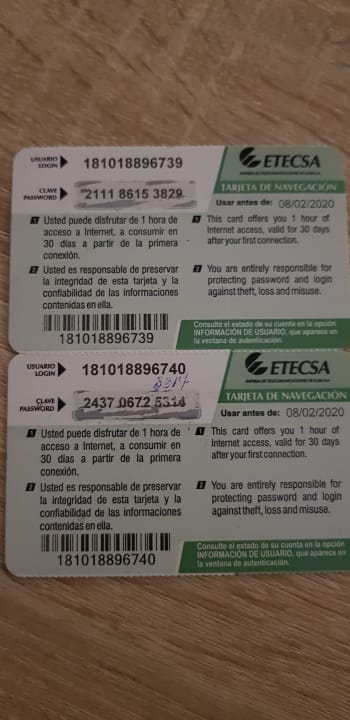 USUARIO
LOGIN
181018896739
ETECSA
CLAVE
PASSWORD
2111 8615 3829
TARJETA DE NAVEGACIÓN
Usar antes de: 08/02/2020
1 Usted puede disfrutar de 1 hora de
acceso a Internet, a consumir en
30 días a partir de la primera
conexión.
1 This card offers you 1 hour of
Internet access, valid for 30 days
after your first connection.
2 Usted es responsable de preservar
la integridad de esta tarjeta y la
confiabilidad de las informaciones
contenidas en ella.
2 You are entirely responsible for
protecting password and login
against theft, loss and misuse.
181018896739
Consulte el estado de su cuenta en la opción
INFORMACIÓN DE USUARIO, que aparece en
la ventana de autenticación.
USUARIO
LOGIN
181018896740
ETECSA
CLAVE
PASSWORD
2437 0672 5314
TARJETA DE NAVEGACIÓN
Usar antes de: 08/02/2020
1 Usted puede disfrutar de 1 hora de
acceso a Internet, a consumir en
30 días a partir de la primera
conexión.
1 This card offers you 1 hour of
Internet access, valid for 30 days
after your first connection.
2 Usted es responsable de preservar
la integridad de esta tarjeta y la
confiabilidad de las informaciones
contenidas en ella.
2 You are entirely responsible for
protecting password and login
against theft, loss and misuse.
181018896740
Consulte el estado de su cuenta en la opción
INFORMACIÓN DE USUARIO, que aparece en
la ventana de autenticación.